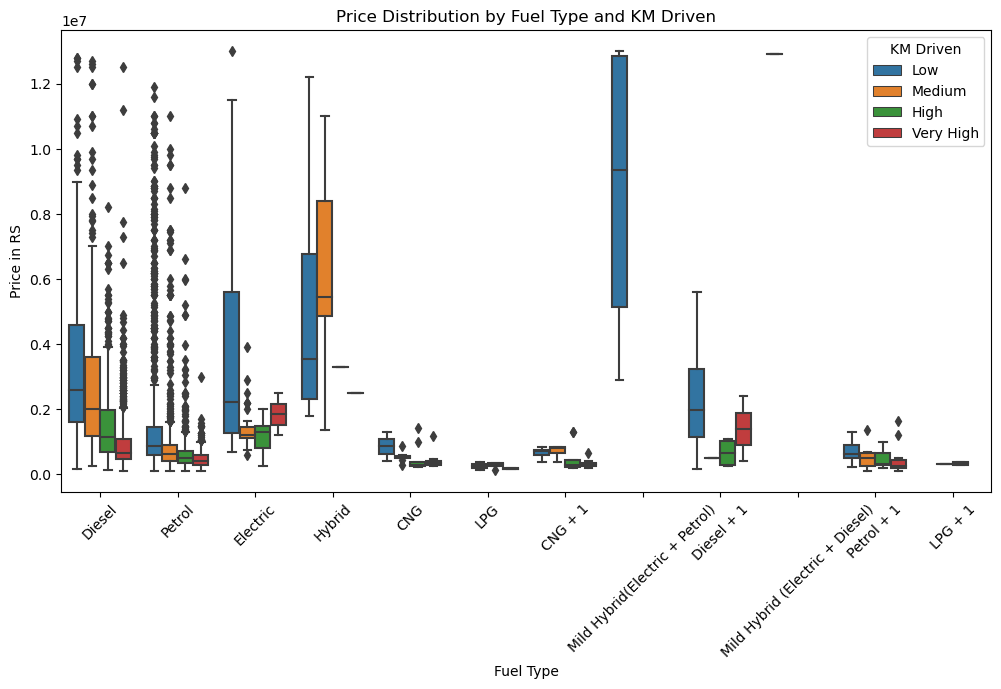 Price Distribution by Fuel Type and KM Driven
1e7
KM Driven
Low
Medium
High
Very High
Price in RS
1.2
1.0
0.8
0.6
0.4
0.2
0.0
Diesel
Petrol
Electric
Hybrid
CNG
LPG
CNG + 1
Mild Hybrid(Electric + Petrol)
Diesel + 1
Mild Hybrid (Electric + Diesel)
Petrol + 1
LPG + 1
Fuel Type